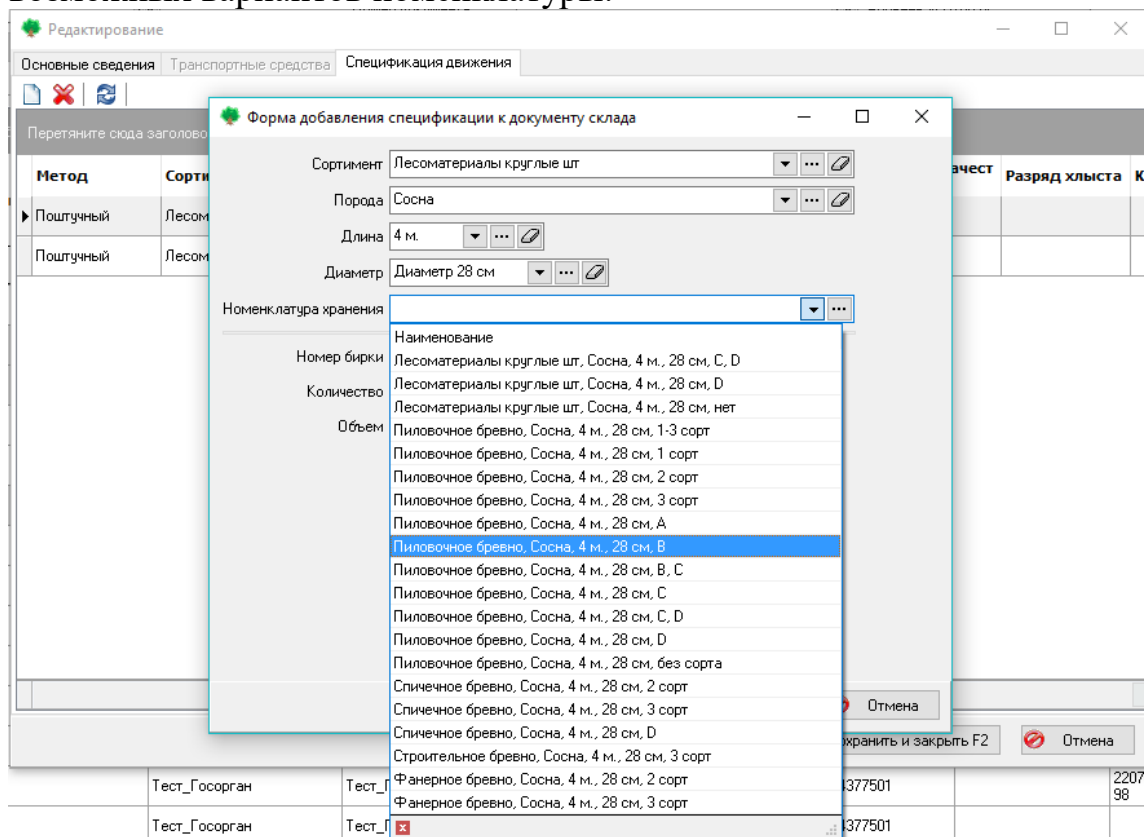 возможных вариантов номенклатуры.
Редактирование
Основные сведения Транспортные средства Спецификация движения
Форма добавления спецификации к документу склада
Перетяните сюда заголово
Метод Сорти ачест Разряд хлыста К
Поштучный Лесом
Поштучный Лесом
Сортимент Лесоматериалы круглые шт
Порода Сосна
Длина 4 м.
Диаметр Диаметр 28 см
Номенклатура хранения
Номер бирки
Количество
Объем
Наименование
Лесоматериалы круглые шт, Сосна, 4 м., 28 см, C, D
Лесоматериалы круглые шт, Сосна, 4 м., 28 см, D
Лесоматериалы круглые шт, Сосна, 4 м., 28 см, нет
Пиловочное бревно, Сосна, 4 м., 28 см, 1-3 сорт
Пиловочное бревно, Сосна, 4 м., 28 см, 1 сорт
Пиловочное бревно, Сосна, 4 м., 28 см, 2 сорт
Пиловочное бревно, Сосна, 4 м., 28 см, 3 сорт
Пиловочное бревно, Сосна, 4 м., 28 см, A
Пиловочное бревно, Сосна, 4 м., 28 см, B
Пиловочное бревно, Сосна, 4 м., 28 см, B, C
Пиловочное бревно, Сосна, 4 м., 28 см, C
Пиловочное бревно, Сосна, 4 м., 28 см, C, D
Пиловочное бревно, Сосна, 4 м., 28 см, D
Пиловочное бревно, Сосна, 4 м., 28 см, без сорта
Спичечное бревно, Сосна, 4 м., 28 см, 2 сорт
Спичечное бревно, Сосна, 4 м., 28 см, 3 сорт
Спичечное бревно, Сосна, 4 м., 28 см, D
Строительное бревно, Сосна, 4 м., 28 см, 3 сорт
Фанерное бревно, Сосна, 4 м., 28 см, 2 сорт
Фанерное бревно, Сосна, 4 м., 28 см, 3 сорт
Отмена
охранить и закрыть F2 Отмена
Тест_Госорган Тест_Г 4377501 2207
98
Тест_Госорган Тест_Г 4377501